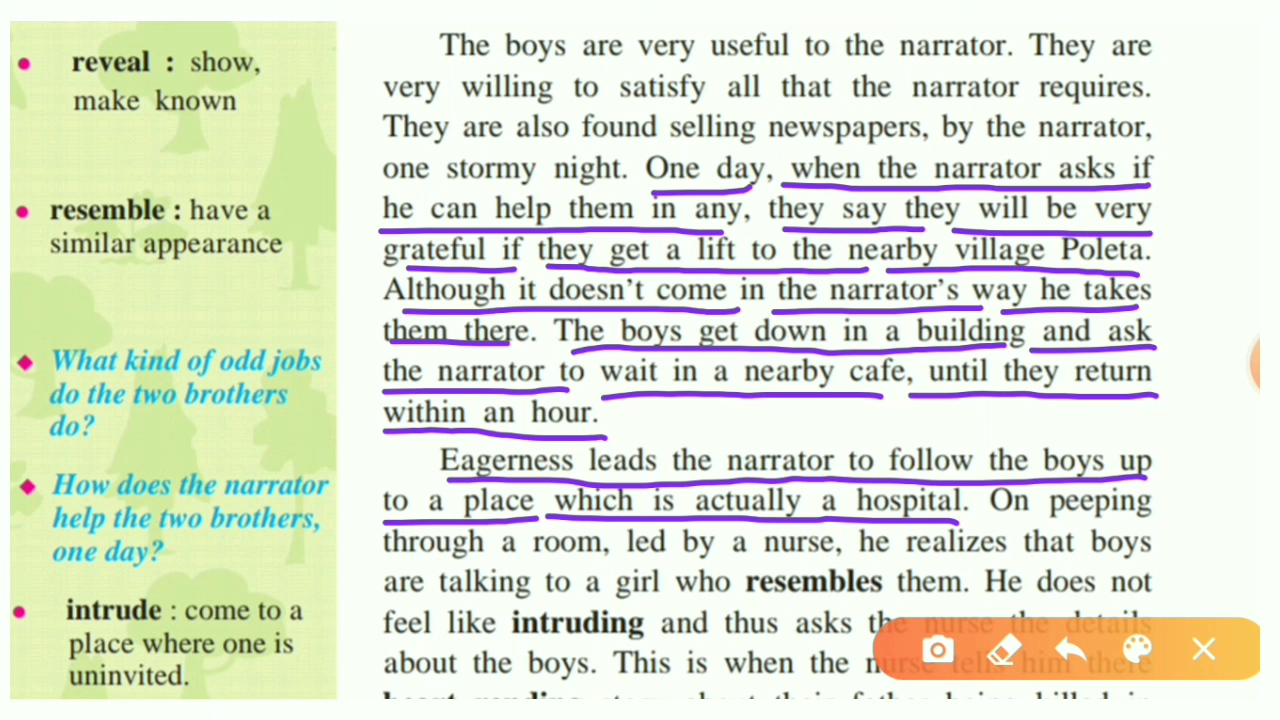 reveal : show,
make known
resemble : have a
similar appearance
What kind of odd jobs
do the two brothers
do?
How does the narrator
help the two brothers,
one day?
intrude : come to a
place where one is
uninvited.
The boys are very useful to the narrator. They are
very willing to satisfy all that the narrator requires.
They are also found selling newspapers, by the narrator,
one stormy night. One day, when the narrator asks if
he can help them in any, they say they will be very
grateful if they get a lift to the nearby village Poleta.
Although it doesn't come in the narrator's way he takes
them there. The boys get down in a building and ask
the narrator to wait in a nearby cafe, until they return
within an hour.
Eagerness leads the narrator to follow the boys up
to a place which is actually a hospital. On peeping
through a room, led by a nurse, he realizes that boys
are talking to a girl who resembles them. He does not
feel like intruding and thus asks the nurse the details
about the boys. This is when the nurse tells him there